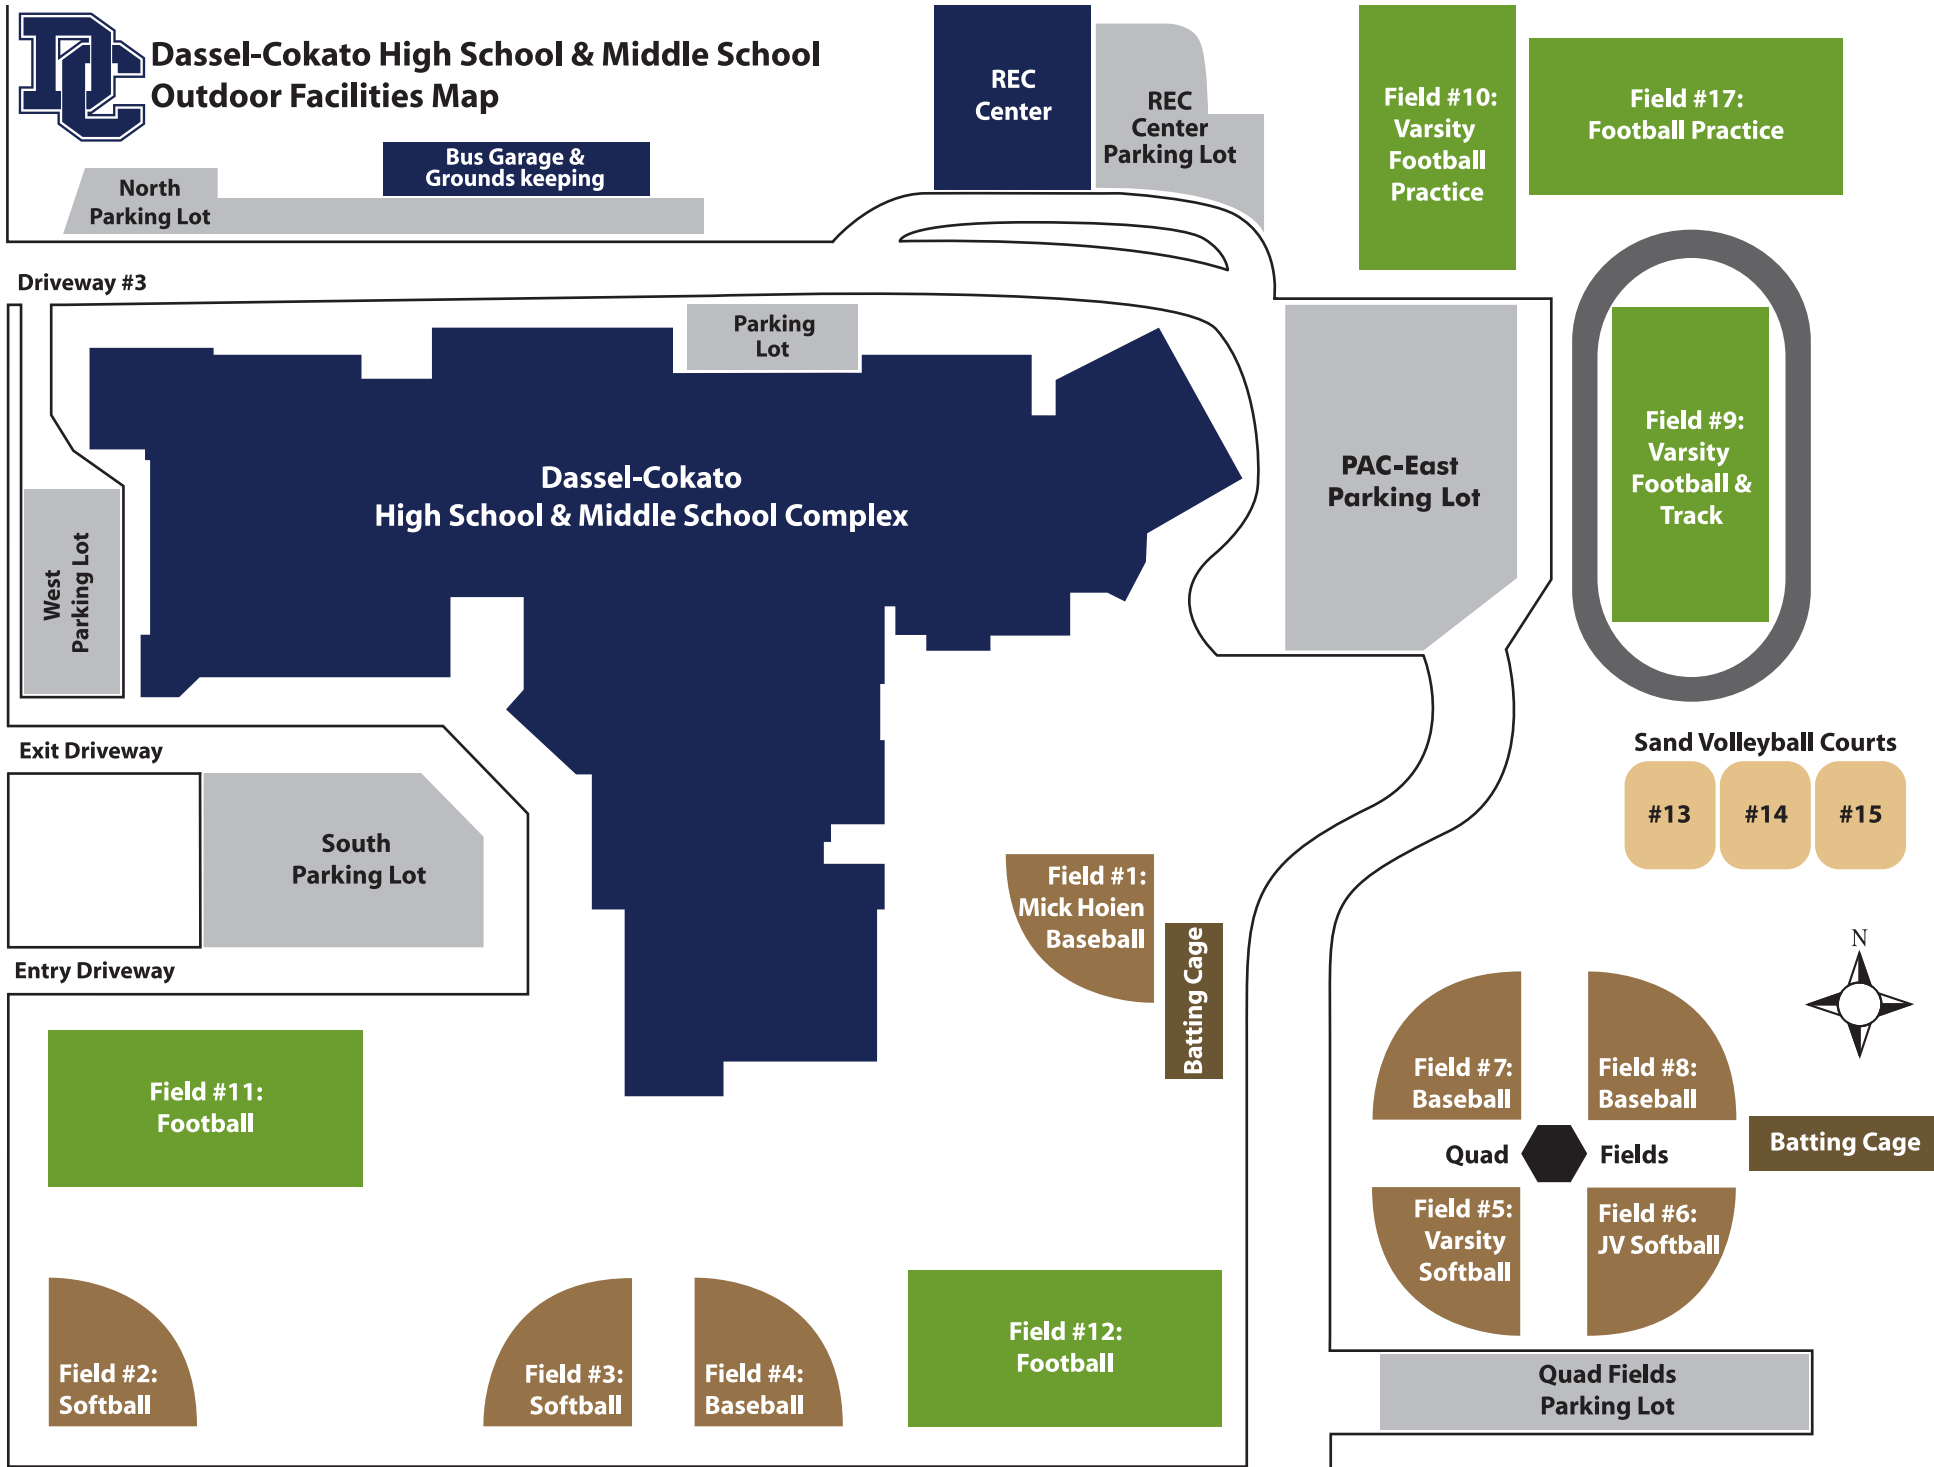 DC
Dassel-Cokato High School & Middle School
Outdoor Facilities Map
REC
Center
REC
Center
Parking Lot
Field #10:
Varsity
Football
Practice
Field #17:
Football Practice
Bus Garage &
Grounds keeping
North
Parking Lot
Driveway #3
Parking
Lot
Dassel-Cokato
High School & Middle School Complex
PAC-East
Parking Lot
Field #9:
Varsity
Football &
Track
West
Parking Lot
Exit Driveway
South
Parking Lot
Entry Driveway
Sand Volleyball Courts
#13
#14
#15
Field #1:
Mick Hoien
Baseball
Batting Cage
N
Field #7:
Baseball
Field #8:
Baseball
Quad
Fields
Batting Cage
Field #5:
Varsity
Softball
Field #6:
JV Softball
Field #11:
Football
Field #2:
Softball
Field #3:
Softball
Field #4:
Baseball
Field #12:
Football
Quad Fields
Parking Lot